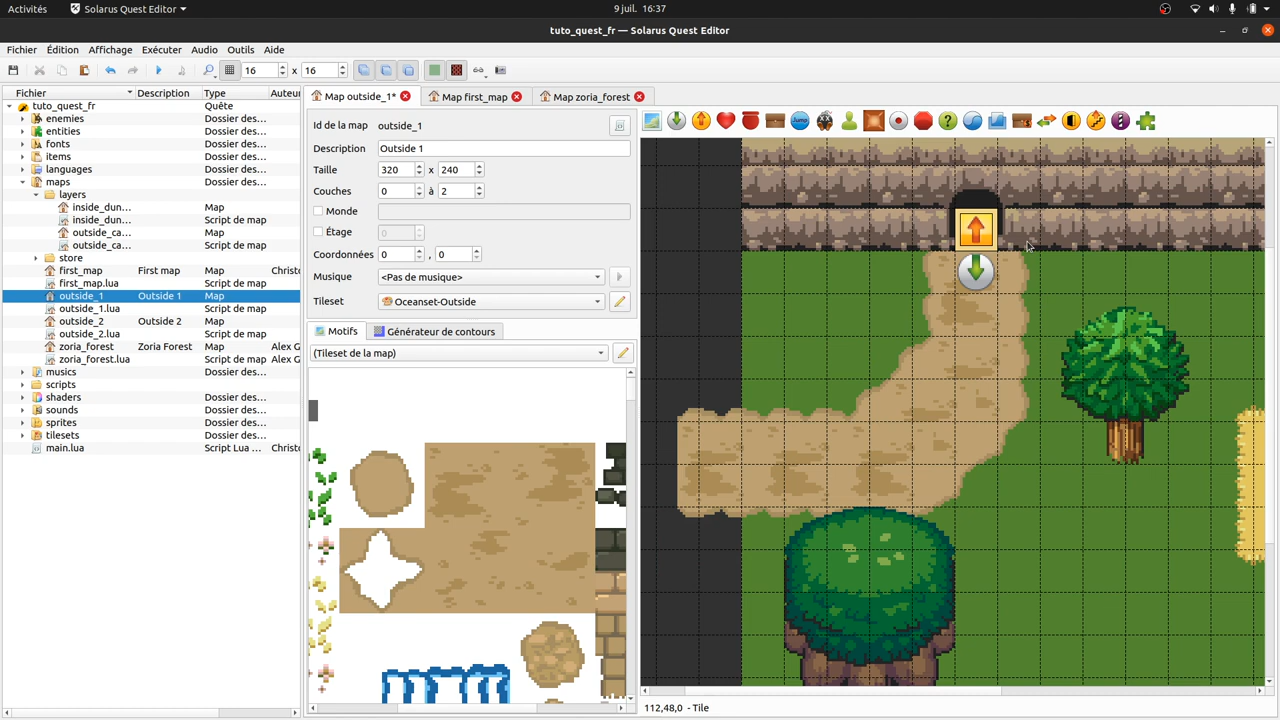 Activités
Solarus Quest Editor
9 juil. 16:37
tuto_quest_fr — Solarus Quest Editor
Fichier Édition Affichage Exécuter Audio Outils Aide
16 x 16
Fichier Description Type Auteur
tuto_quest_fr Quête
enemies Dossier des…
entities Dossier des…
fonts Dossier des…
items Dossier des…
languages Dossier des…
maps Dossier des…
layers
inside_dun… Map
inside_dun… Script de map
outside_ca… Map
outside_ca… Script de map
store
first_map First map Map Christo
first_map.lua Script de map
outside_1 Outside 1 Map
outside_1.lua Script de map
outside_2 Outside 2 Map
outside_2.lua Script de map
zoria_forest Zoria Forest Map Alex G
zoria_forest.lua Script de map Alex G
musics Dossier des…
scripts
shaders Dossier des…
sounds Dossier des…
sprites Dossier des…
tilesets Dossier des…
main.lua Script Lua … Christo
Map outside_1*
Map first_map
Map zoria_forest
Id de la map outside_1
Description Outside 1
Taille 320 x 240
Couches 0 à 2
Monde
Étage 0
Coordonnées 0 , 0
Musique <Pas de musique>
Tileset Oceanset-Outside
Motifs
Générateur de contours
(Tileset de la map)
Jump
112,48,0 - Tile